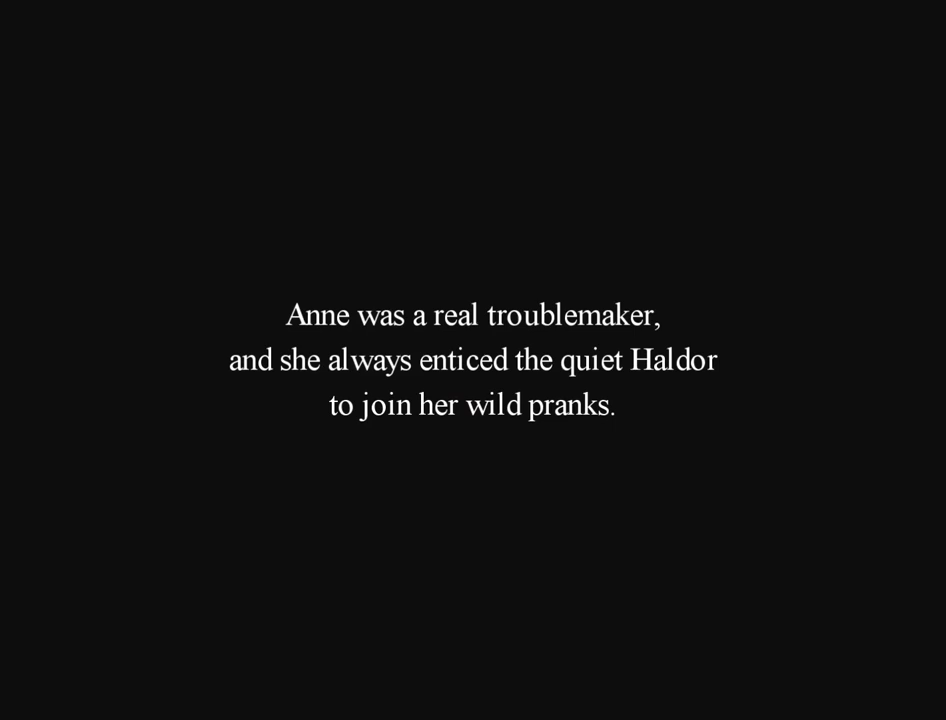 Anne was a real troublemaker,
and she always enticed the quiet Haldor
to join her wild pranks.